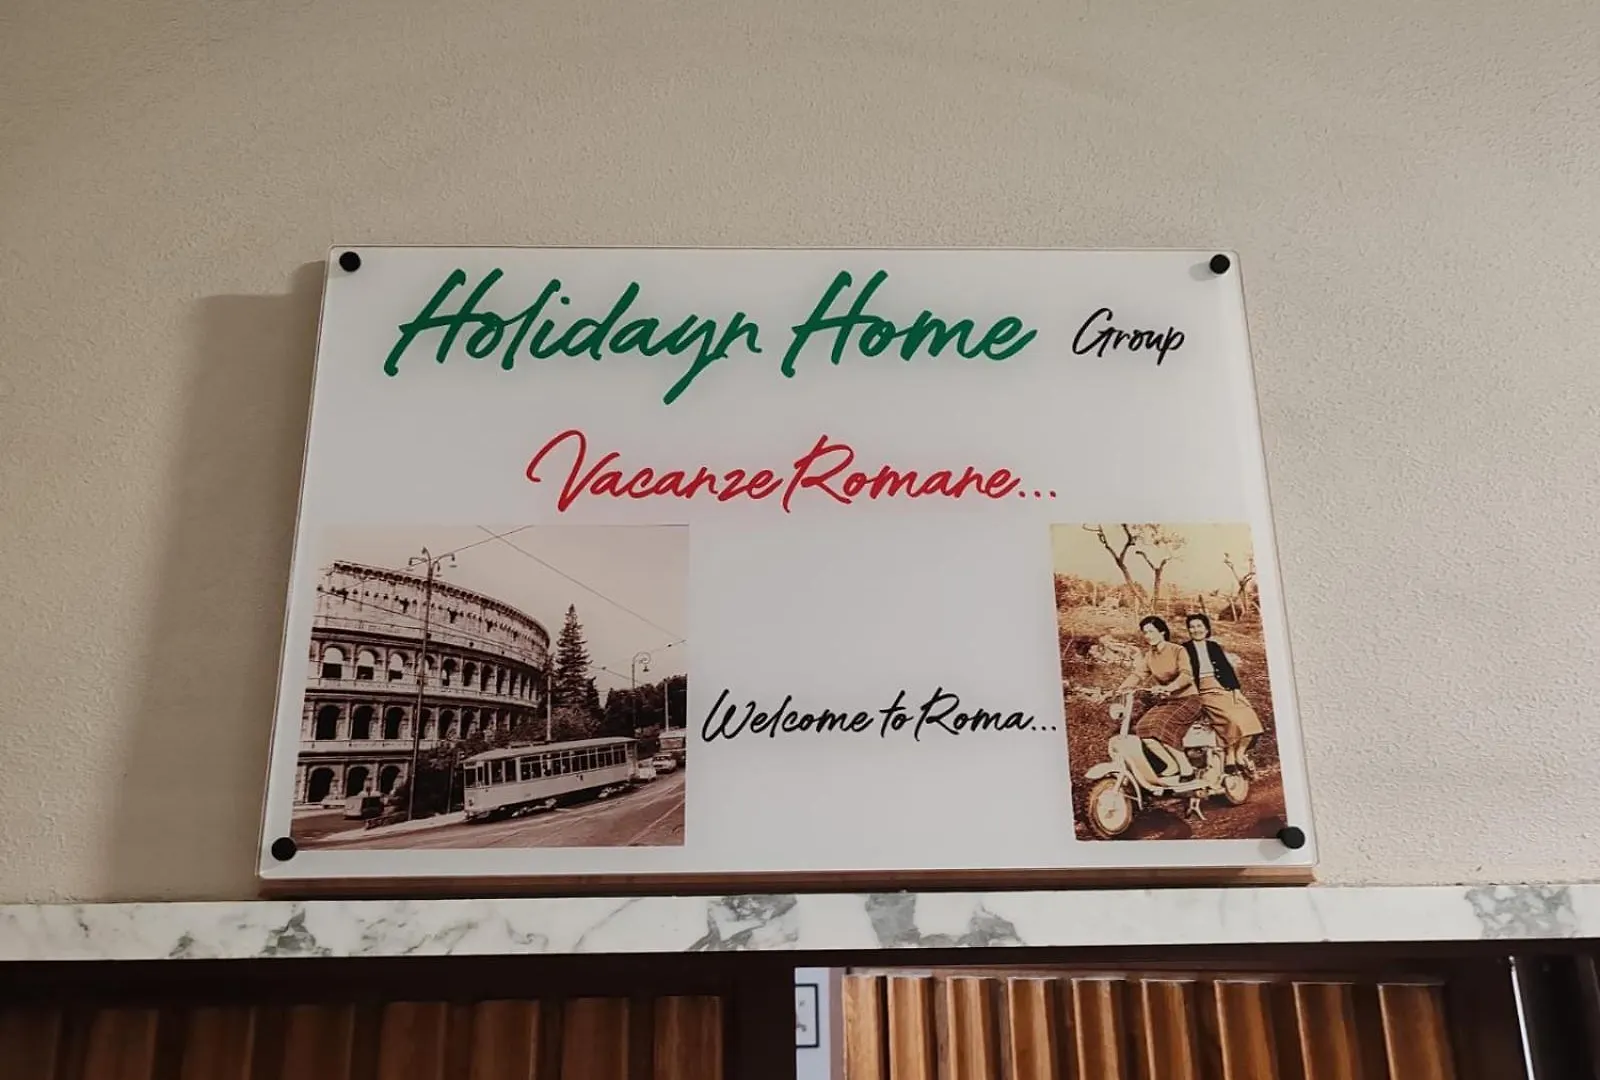 Holidayn Home Group
Vacanze Romane...
Welcome to Roma...